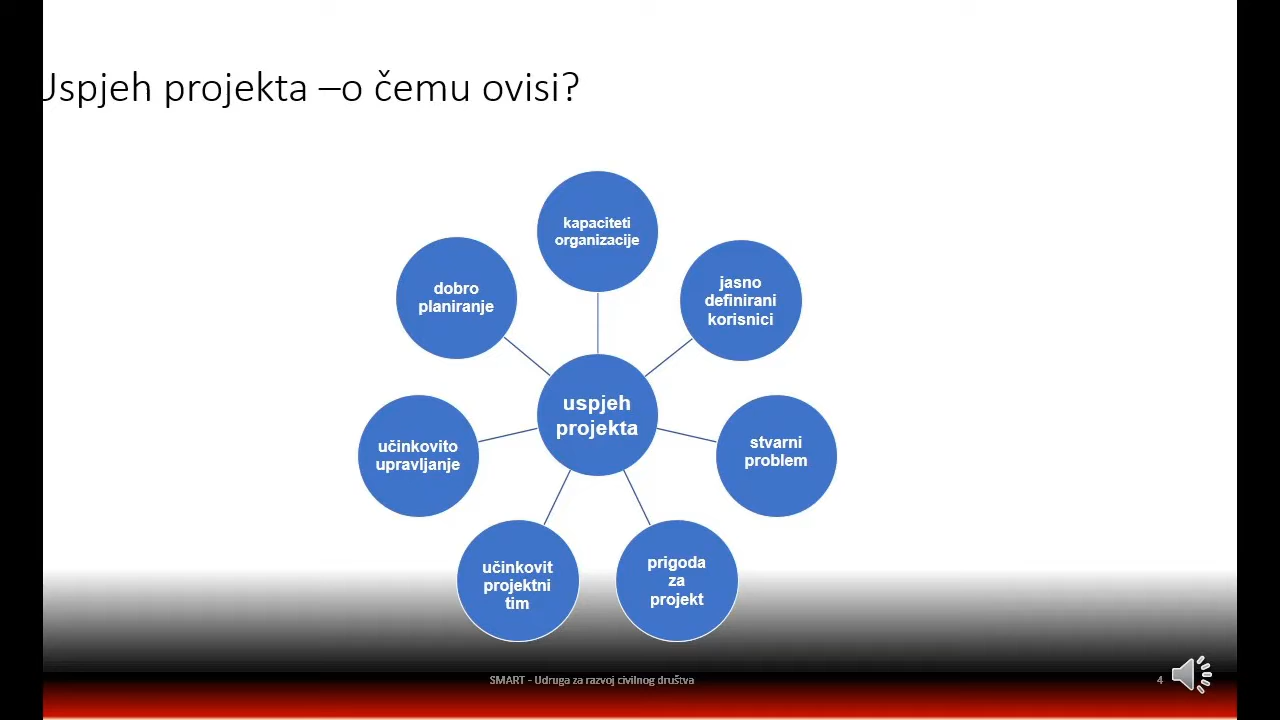 Uspjeh projekta –o čemu ovisi?
kapaciteti
organizacije
jasno
definirani
korisnici
stvarni
problem
prigoda
za
projekt
učinkovit
projektni
tim
učinkovito
upravljanje
dobro
planiranje
uspjeh
projekta
SMART - Udruga za razvoj civilnog društva
4